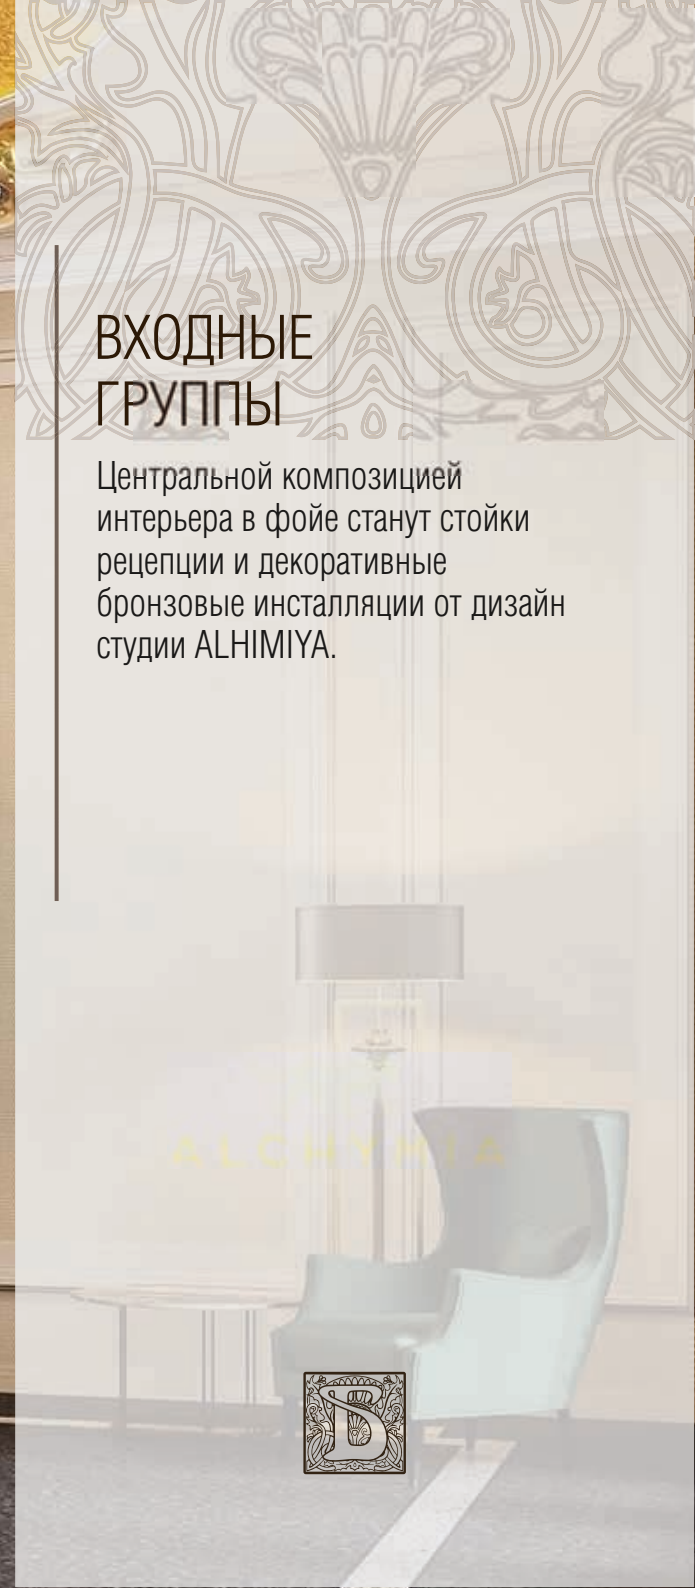 ВХОДНЫЕ
ГРУППЫ
Центральной композицией
интерьера в фойе станут стойки
рецепции и декоративные
бронзовые инсталляции от дизайн
студии ALHIMIYA.
ALCHYMIA
Б